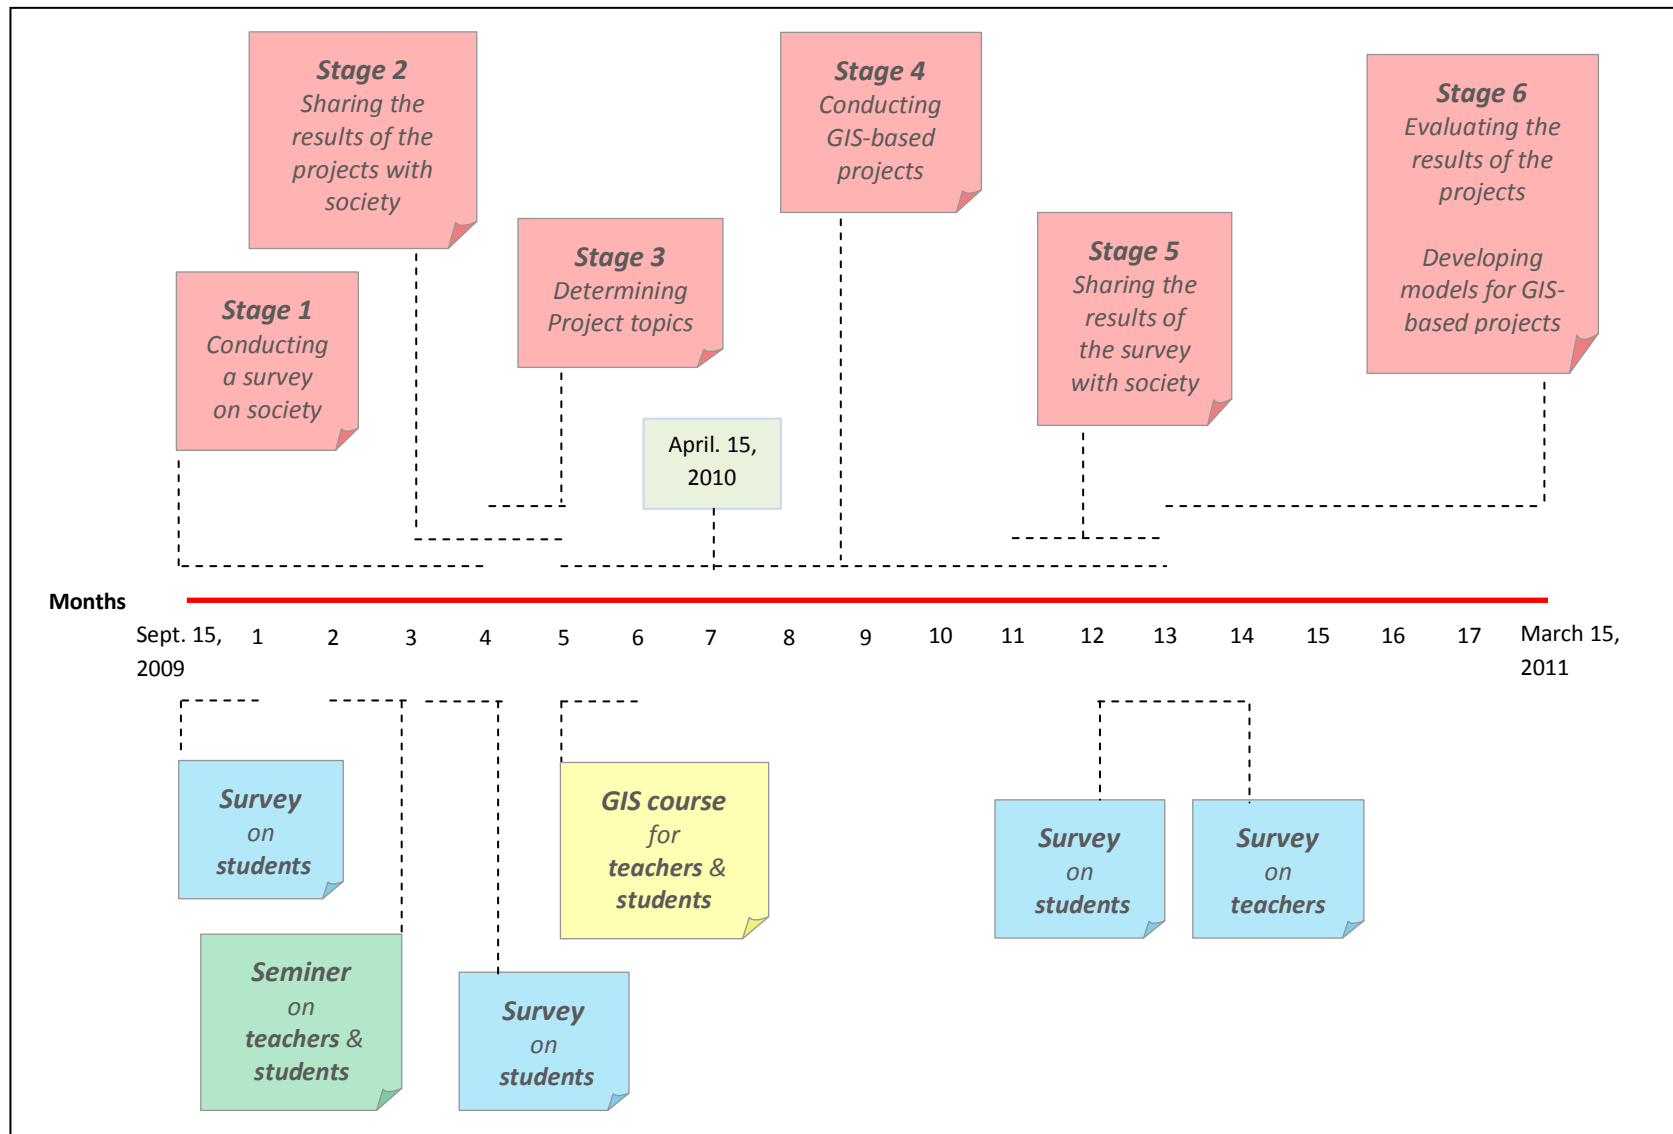 Stage 2
Sharing the
results of the
projects with
society
Stage 4
Conducting
GIS-based
projects
Stage 6
Evaluating the
results of the
projects
Developing
models for GIS-
based projects
Stage 1
Conducting
a survey
on society
Stage 3
Determining
Project topics
Stage 5
Sharing the
results of
the survey
with society
April. 15,
2010
Months
Sept. 15,
2009
1 2 3 4 5 6 7 8 9 10 11 12 13 14 15 16 17
March 15,
2011
Survey
on
students
GIS course
for
teachers &
students
Survey
on
students
Survey
on
teachers
Seminer
on
teachers &
students
Survey
on
students